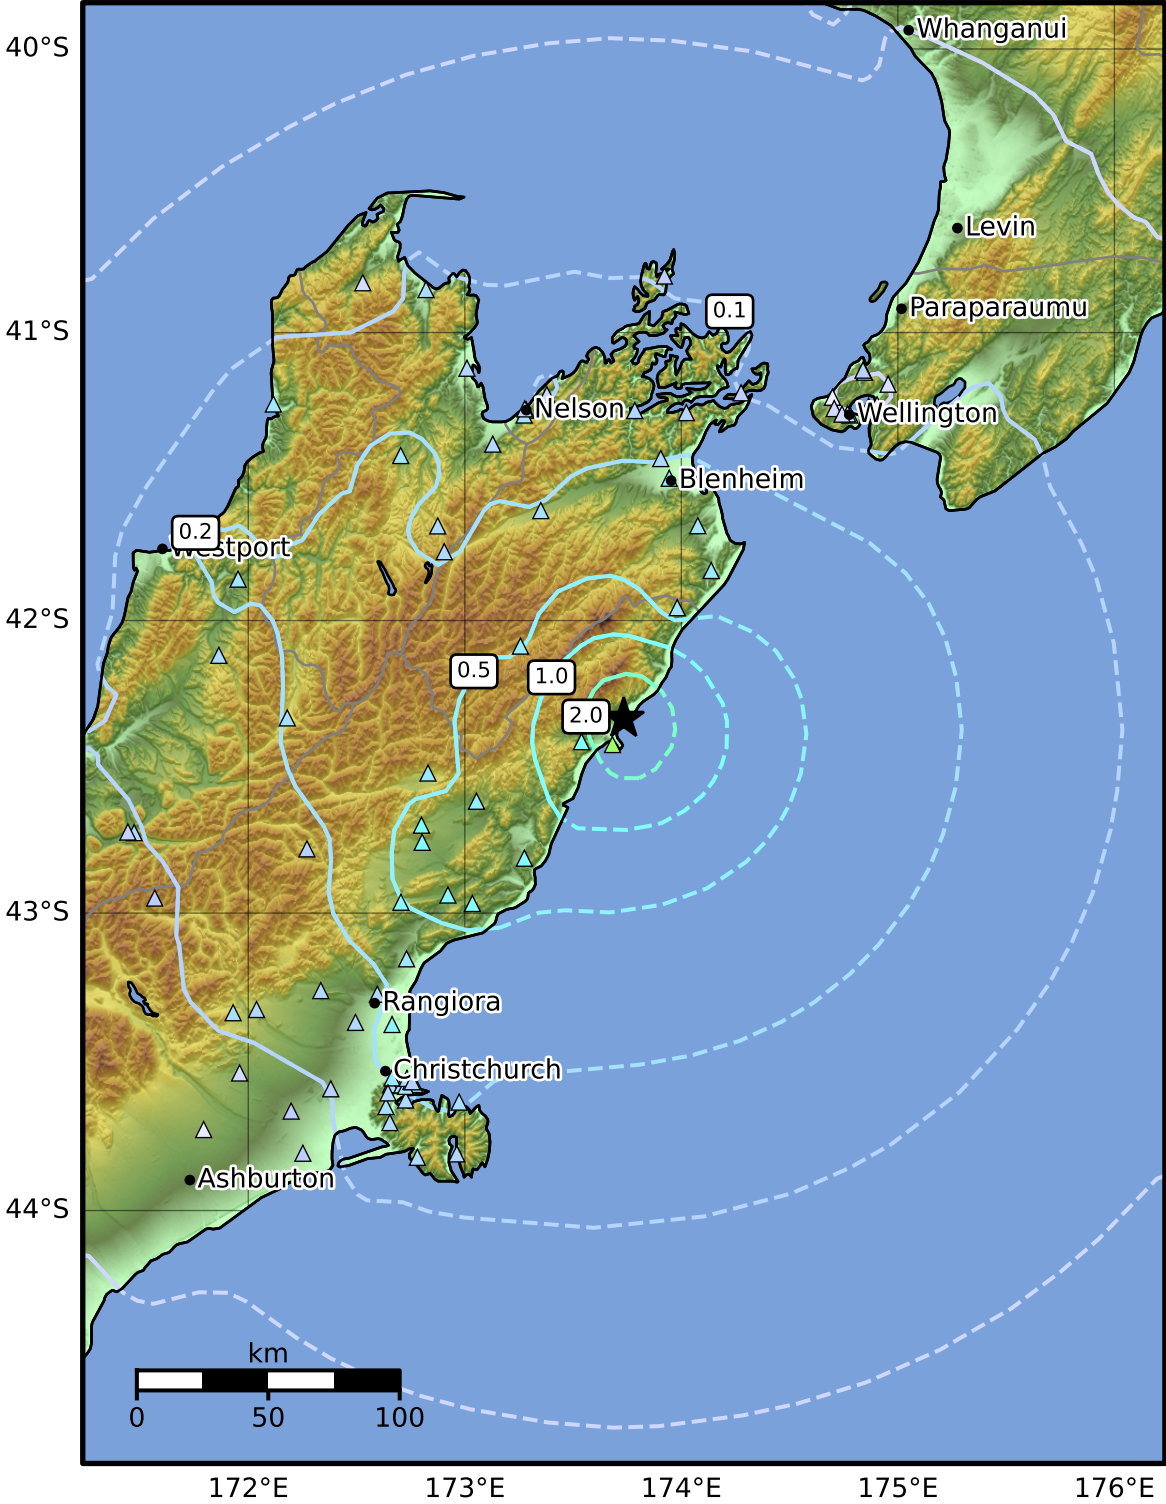 40°S
Whanganui
Levin
Paraparaumu
0.1
41°S
Nelson
Wellington
Blenheim
0.2
Westport
42°S
0.5
1.0
2.0
43°S
Rangiora
Christchurch
Ashburton
44°S
km
0 50 100
172°E 173°E 174°E 175°E 176°E